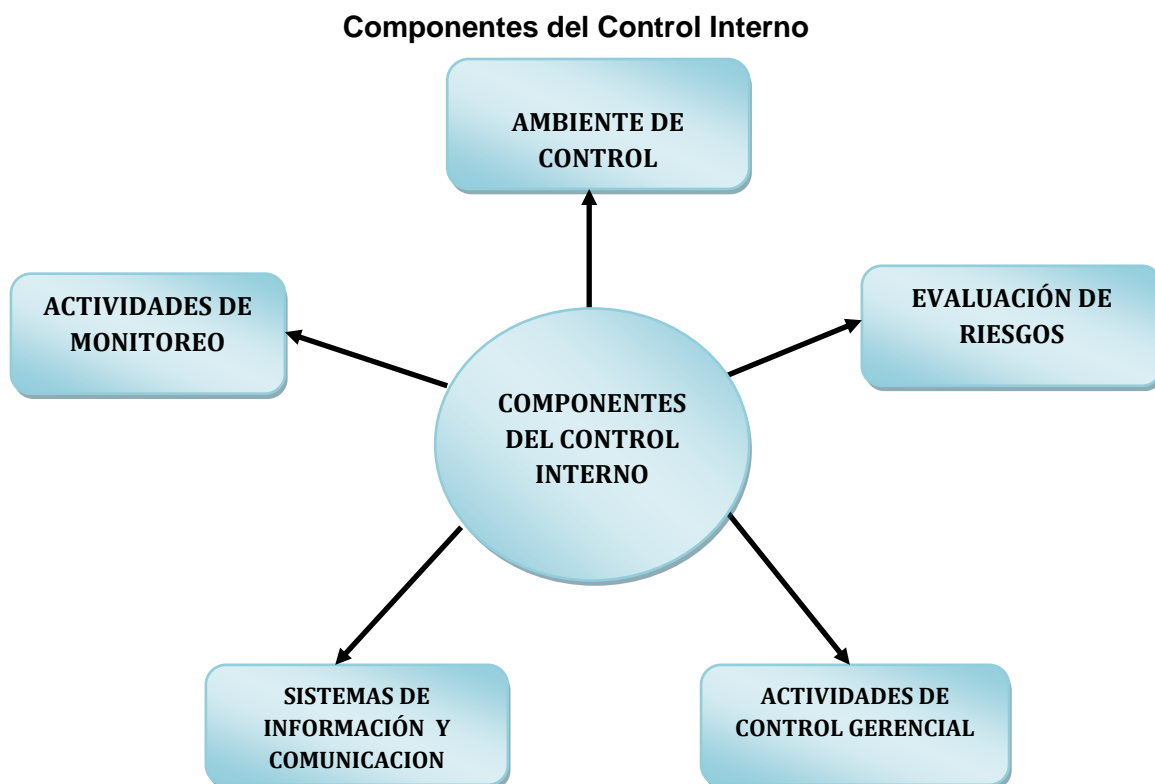 Componentes del Control Interno
AMBIENTE DE
CONTROL
ACTIVIDADES DE
MONITOREO
EVALUACIÓN DE
RIESGOS
COMPONENTES
DEL CONTROL
INTERNO
SISTEMAS DE
INFORMACIÓN Y
COMUNICACION
ACTIVIDADES DE
CONTROL GERENCIAL